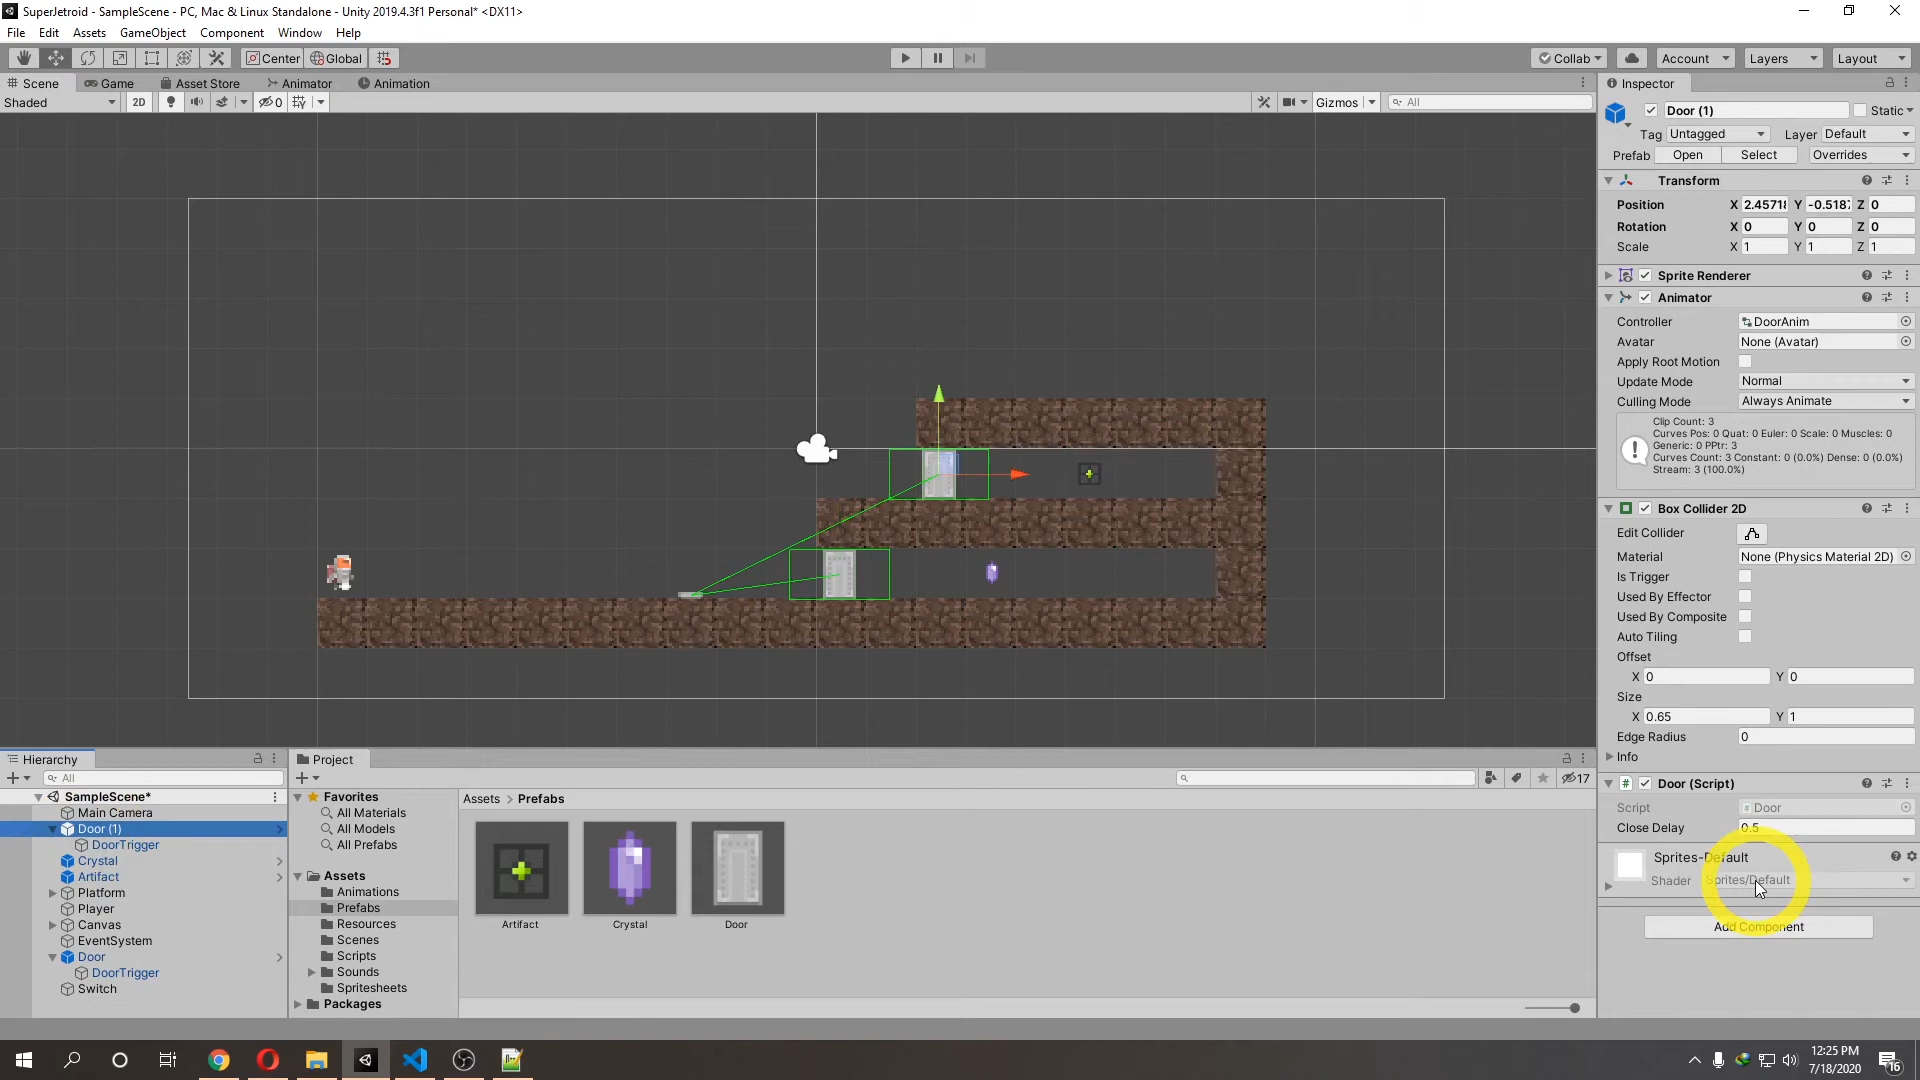 SuperJetroid - SampleScene - PC, Mac & Linux Standalone - Unity 2019.4.3f1 Personal* <DX11>
File Edit Assets GameObject Component Window Help
Center Global Collab Account Layers Layout
Scene Game Asset Store Animator Animation
Shaded 2D 0 Gizmos All
Inspector
Door (1) Static
Tag Untagged Layer Default
Prefab Open Select Overrides
Transform
Position X 2.4571 Y -0.518 Z 0
Rotation X 0 Y 0 Z 0
Scale X 1 Y 1 Z 1
Sprite Renderer
Animator
Controller DoorAnim
Avatar None (Avatar)
Apply Root Motion
Update Mode Normal
Culling Mode Always Animate
Clip Count: 3
Curves Pos: 0 Quat: 0 Euler: 0 Scale: 0 Muscles: 0
Generic: 0 PPtr: 3
Curves Count: 3 Constant: 0 (0.0%) Dense: 0 (0.0%)
Stream: 3 (100.0%)
Box Collider 2D
Edit Collider
Material None (Physics Material 2D)
Is Trigger
Used By Effector
Used By Composite
Auto Tiling
Offset
X 0 Y 0
Size
X 0.65 Y 1
Edge Radius 0
Info
Door (Script)
Script Door
Close Delay 0.5
Sprites-Default
Shader Sprites/Default
Add Component
Hierarchy
All
SampleScene*
Main Camera
Door (1)
DoorTrigger
Crystal
Artifact
Platform
Player
Canvas
EventSystem
Door
DoorTrigger
Switch
Project
17
Favorites
All Materials
All Models
All Prefabs
Assets
Animations
Prefabs
Resources
Scenes
Scripts
Sounds
Spritesheets
Packages
Assets > Prefabs
Artifact Crystal Door
12:25 PM
7/18/2020
16